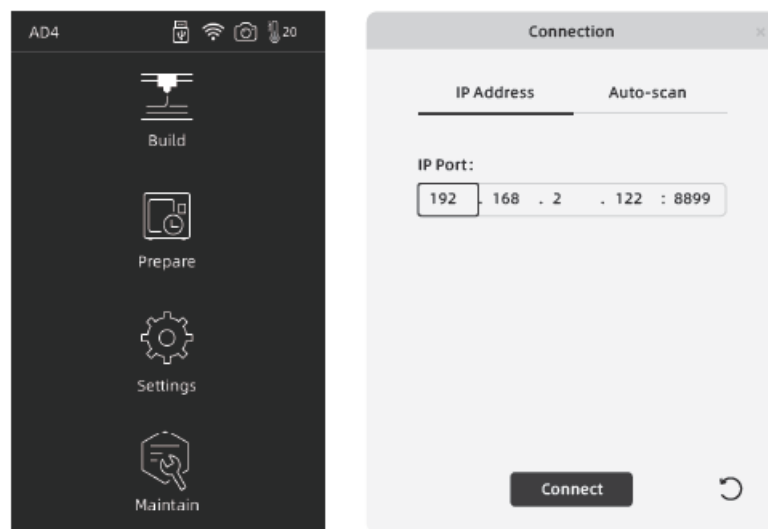 AD4 20
Build
Prepare
Settings
Maintain
Connection ×
IP Address Auto-scan
IP Port:
192 . 168 . 2 . 122 : 8899
Connect